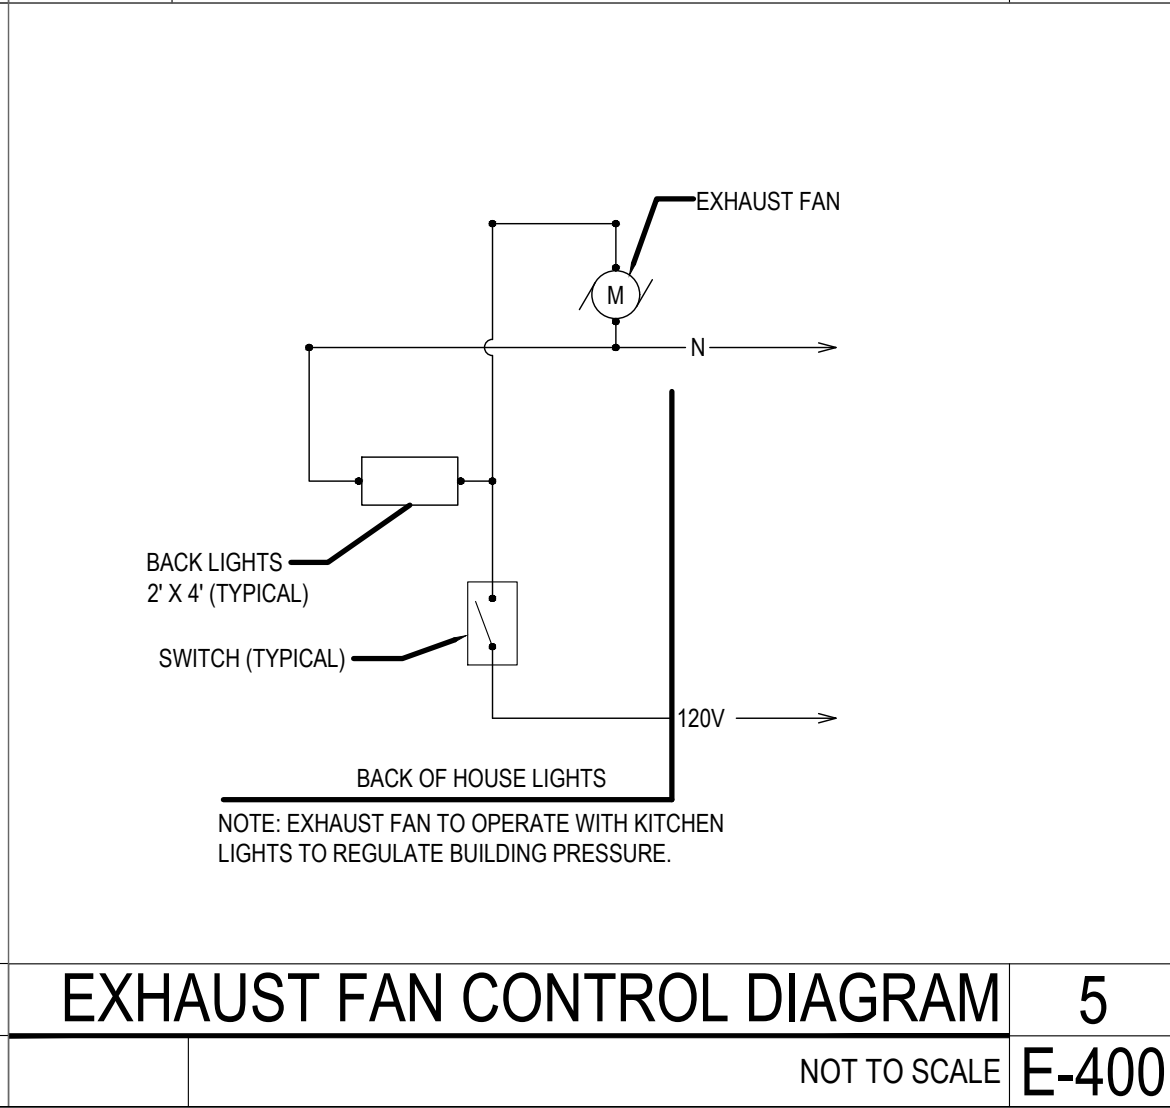 EXHAUST FAN
M
N
BACK LIGHTS
2' X 4' (TYPICAL)
SWITCH (TYPICAL)
120V
BACK OF HOUSE LIGHTS
NOTE: EXHAUST FAN TO OPERATE WITH KITCHEN
LIGHTS TO REGULATE BUILDING PRESSURE.
EXHAUST FAN CONTROL DIAGRAM
5
NOT TO SCALE
E-400